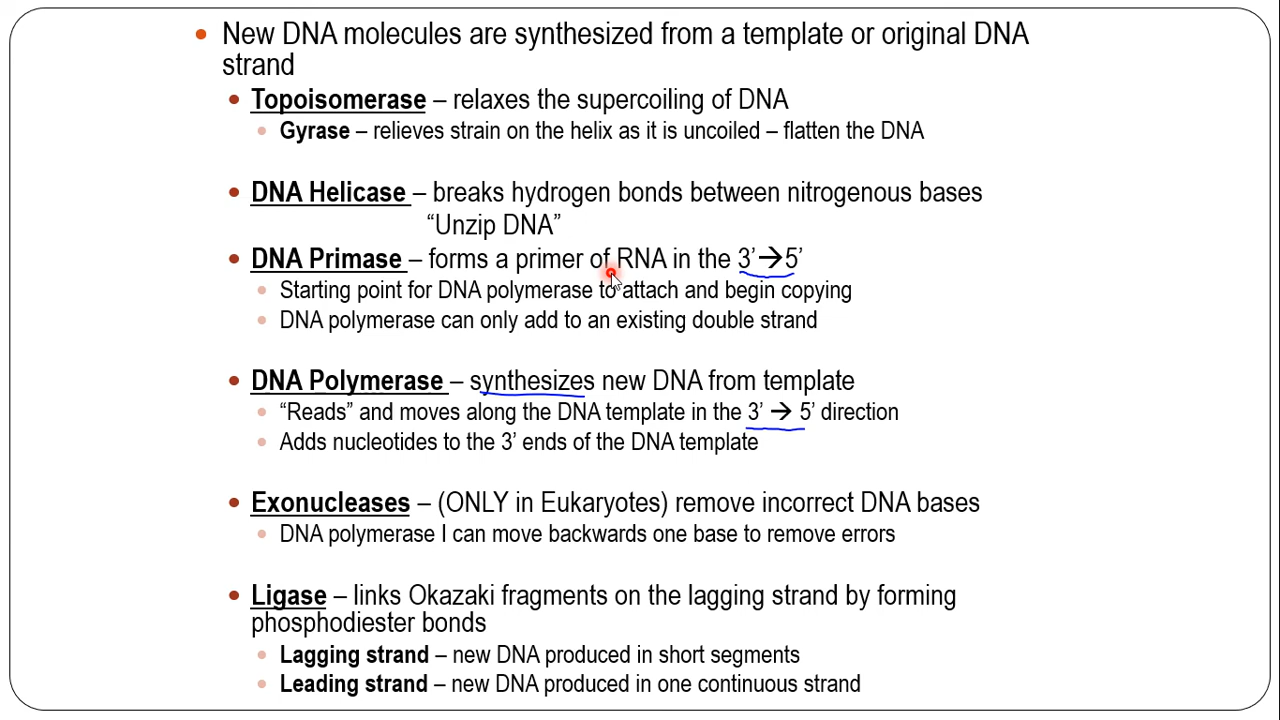 New DNA molecules are synthesized from a template or original DNA
strand
Topoisomerase – relaxes the supercoiling of DNA
Gyrase – relieves strain on the helix as it is uncoiled – flatten the DNA
DNA Helicase – breaks hydrogen bonds between nitrogenous bases
“Unzip DNA”
DNA Primase – forms a primer of RNA in the 3’→5’
Starting point for DNA polymerase to attach and begin copying
DNA polymerase can only add to an existing double strand
DNA Polymerase – synthesizes new DNA from template
“Reads” and moves along the DNA template in the 3’ → 5’ direction
Adds nucleotides to the 3’ ends of the DNA template
Exonucleases – (ONLY in Eukaryotes) remove incorrect DNA bases
DNA polymerase I can move backwards one base to remove errors
Ligase – links Okazaki fragments on the lagging strand by forming
phosphodiester bonds
Lagging strand – new DNA produced in short segments
Leading strand – new DNA produced in one continuous strand